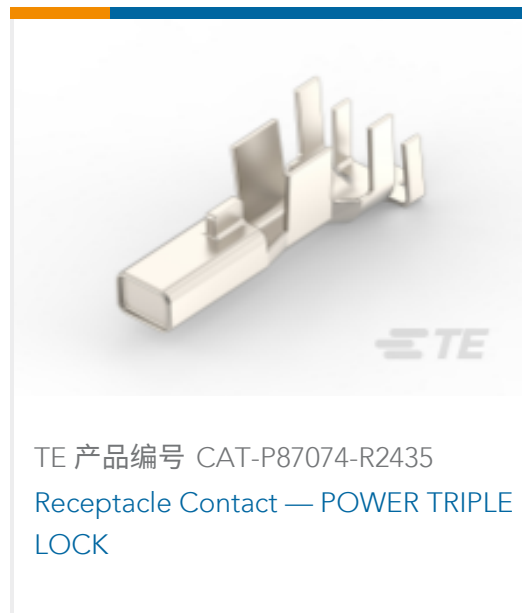 TE
TE 产品编号 CAT-P87074-R2435
Receptacle Contact — POWER TRIPLE
LOCK